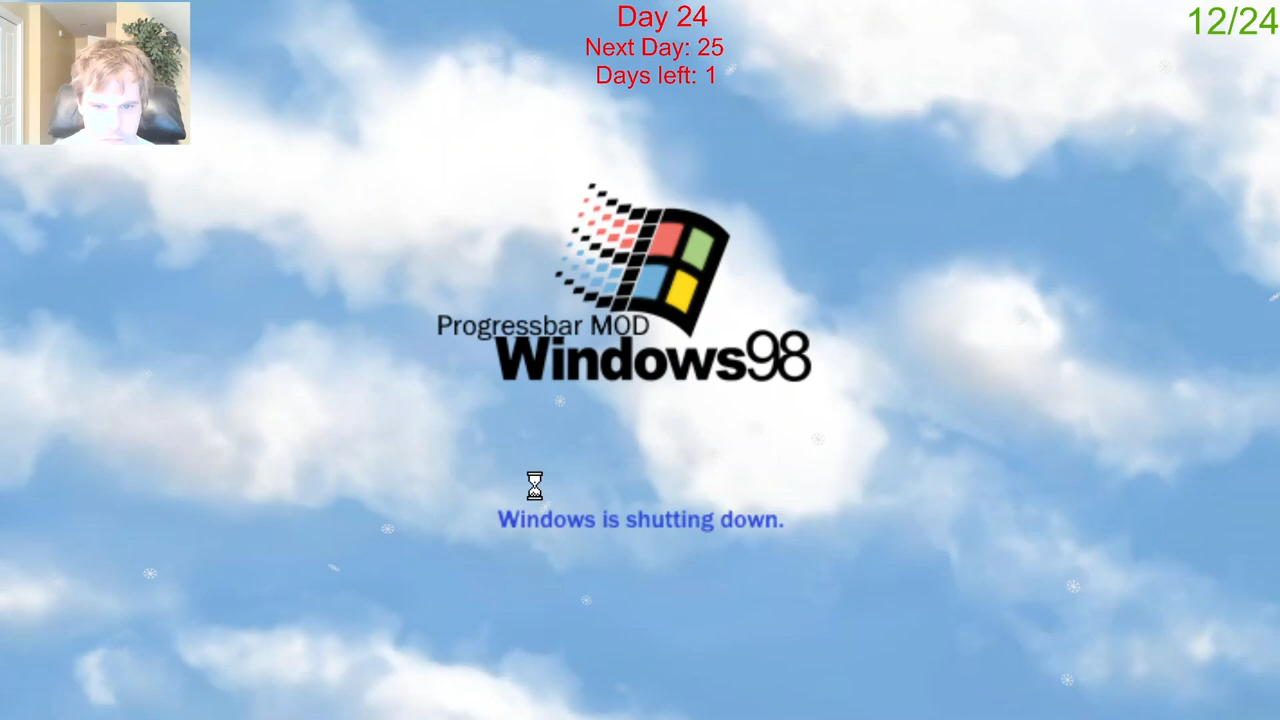 Day 24
Next Day: 25
Days left: 1
12/24
Progressbar MOD
Windows98
Windows is shutting down.